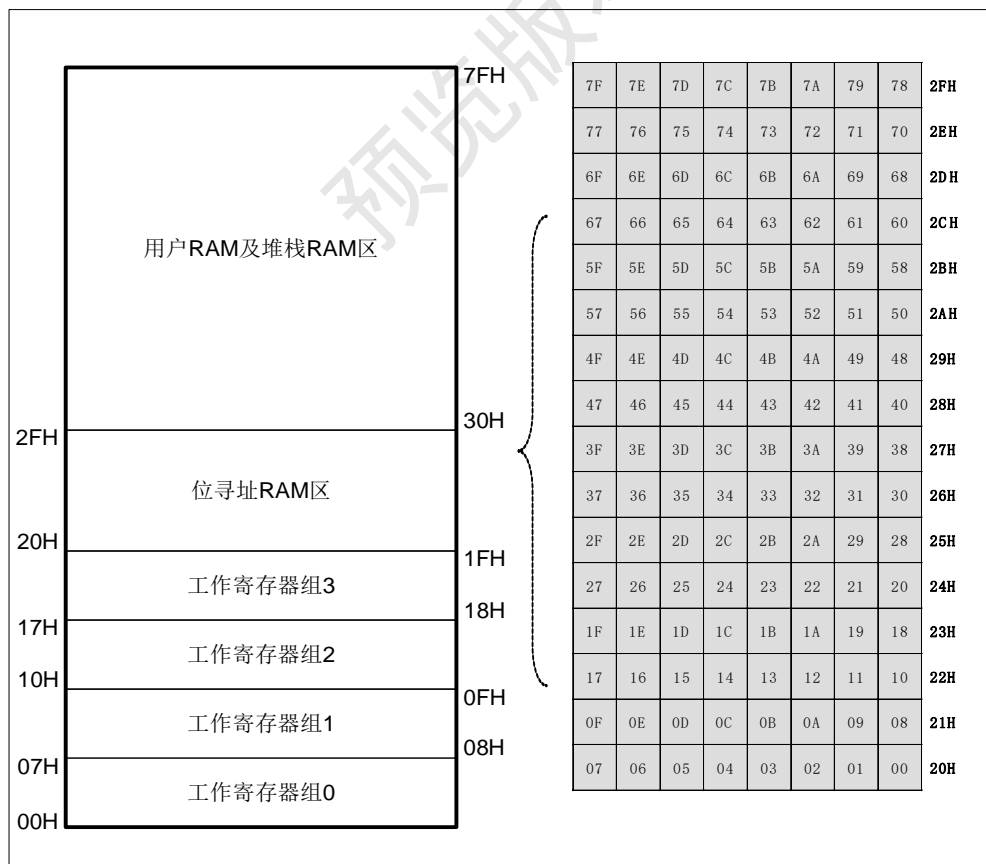 预览版
7FH
用户RAM及堆栈RAM区
30H
2FH
位寻址RAM区
20H
1FH
工作寄存器组3
18H
17H
工作寄存器组2
10H
0FH
工作寄存器组1
08H
07H
工作寄存器组0
00H
7F 7E 7D 7C 7B 7A 79 78 2FH
77 76 75 74 73 72 71 70 2EH
6F 6E 6D 6C 6B 6A 69 68 2DH
67 66 65 64 63 62 61 60 2CH
5F 5E 5D 5C 5B 5A 59 58 2BH
57 56 55 54 53 52 51 50 2AH
4F 4E 4D 4C 4B 4A 49 48 29H
47 46 45 44 43 42 41 40 28H
3F 3E 3D 3C 3B 3A 39 38 27H
37 36 35 34 33 32 31 30 26H
2F 2E 2D 2C 2B 2A 29 28 25H
27 26 25 24 23 22 21 20 24H
1F 1E 1D 1C 1B 1A 19 18 23H
17 16 15 14 13 12 11 10 22H
0F 0E 0D 0C 0B 0A 09 08 21H
07 06 05 04 03 02 01 00 20H